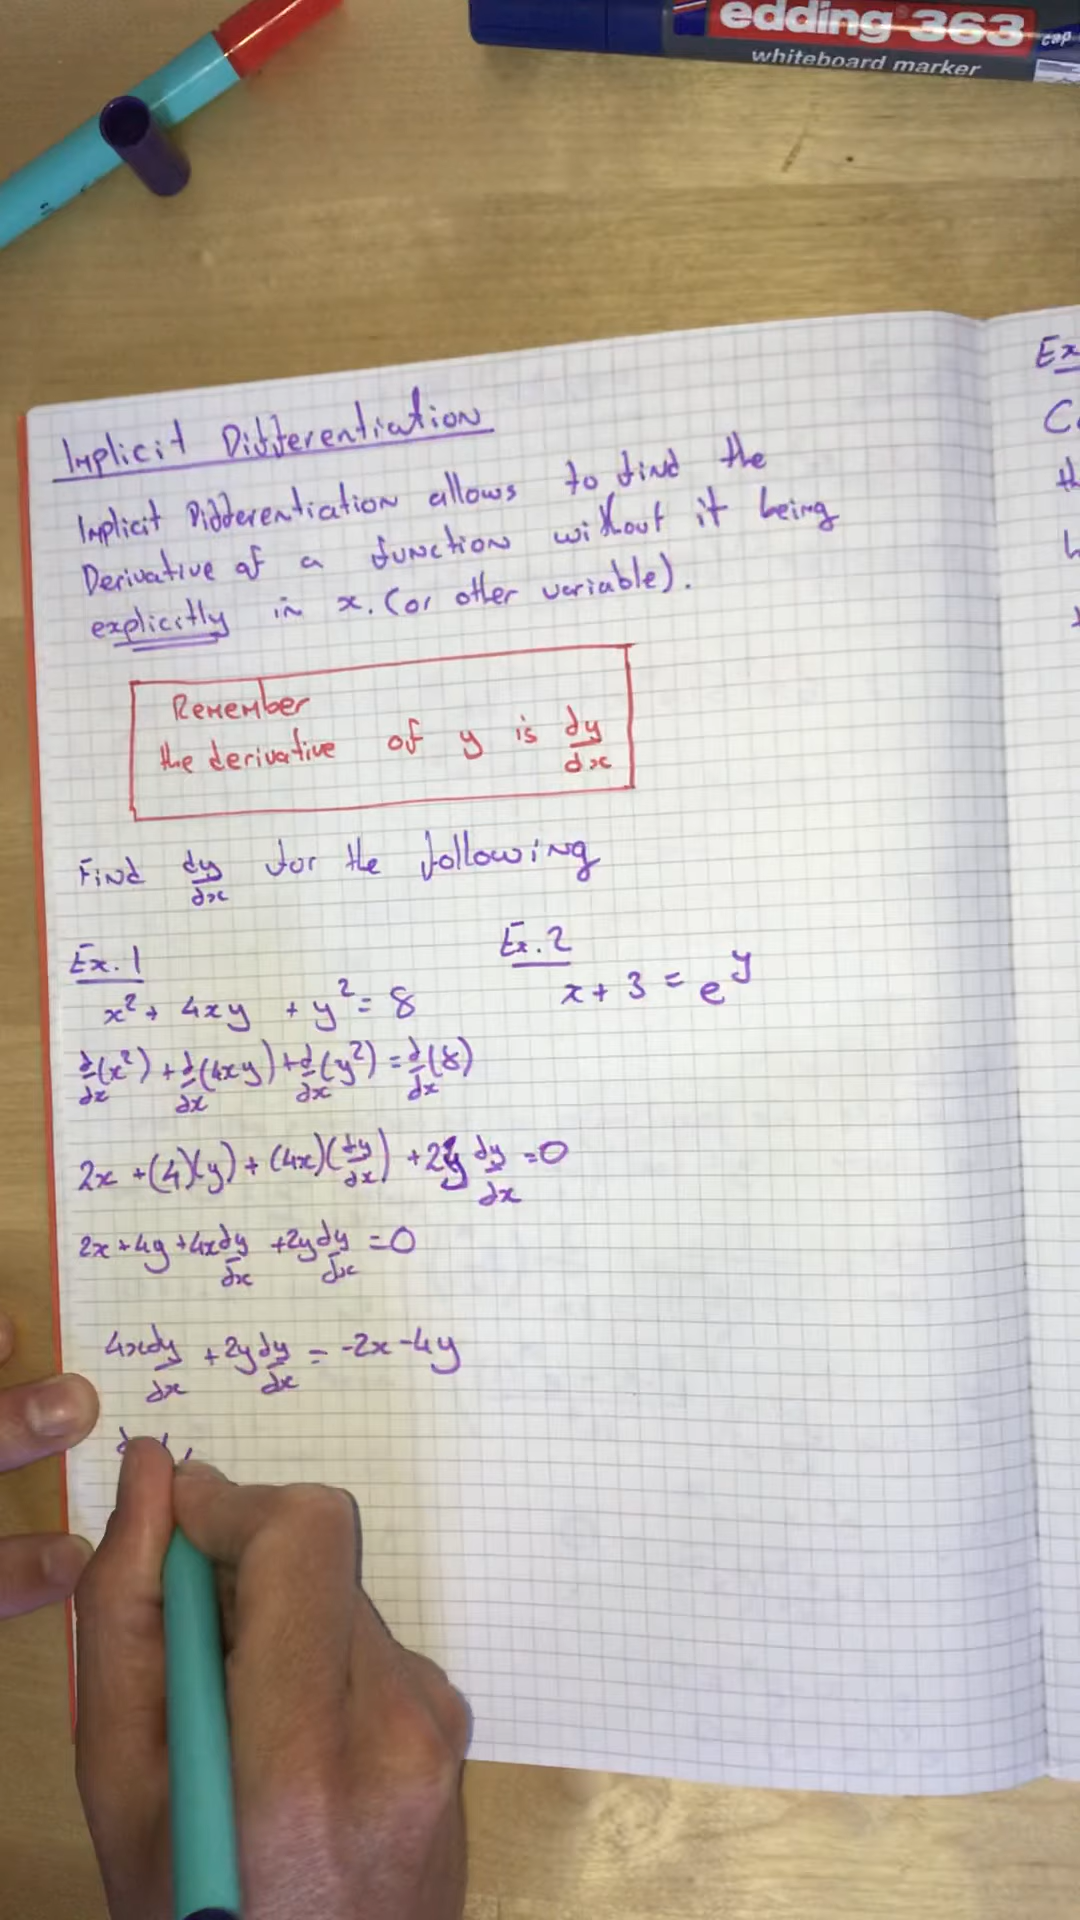 edding 363
cap
whiteboard marker
Implicit Differentiation
Implicit Differentiation allows to find the
Derivative of a function without it being
explicitly in x. (or other variable).
Remember
the derivative of y is dy/dx
Find dy/dx for the following
Ex. 1
x² + 4xy + y² = 8
d/dx(x²) + d/dx(4xy) + d/dx(y²) = d/dx(8)
2x + (4)(y) + (4x)(dy/dx) + 2y dy/dx = 0
2x + 4y + 4x dy/dx + 2y dy/dx = 0
4x dy/dx + 2y dy/dx = -2x - 4y
Ex. 2
x + 3 = e^y
Ex